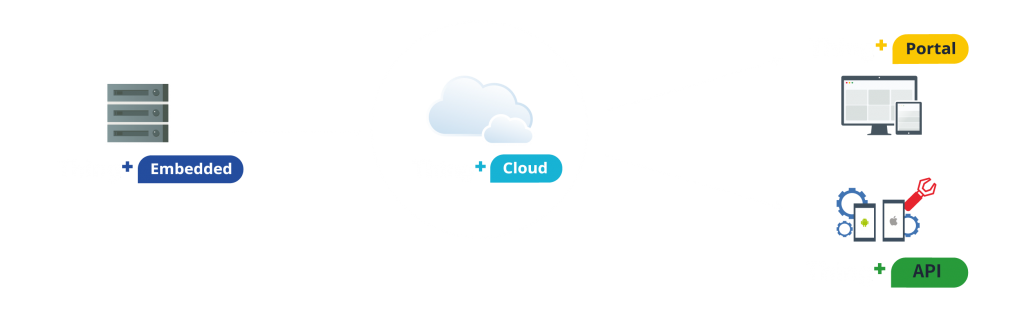 Portal
Embedded
Cloud
API